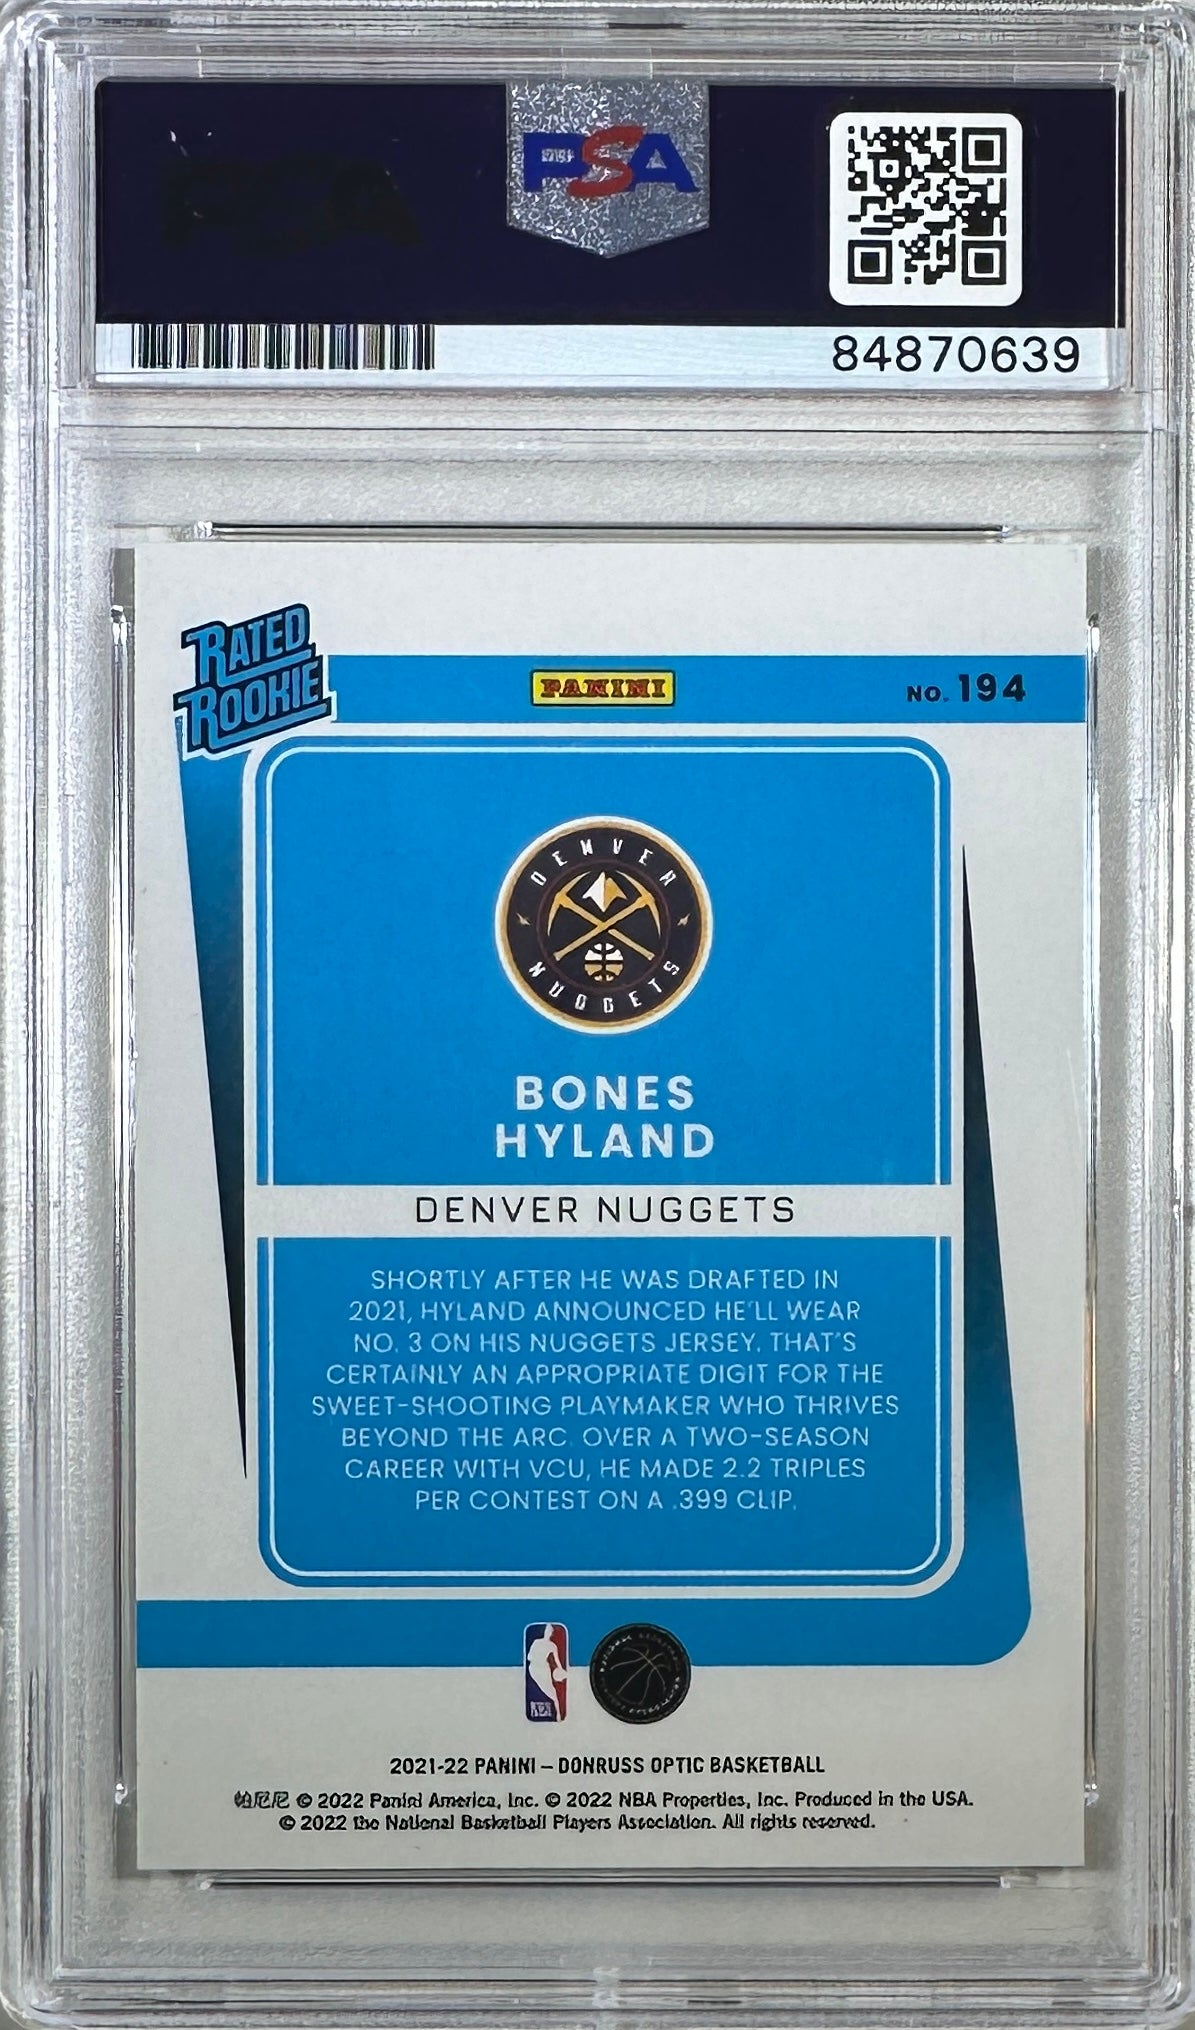 PSA
84870639
RATED
ROOKIE
PANINI
NO. 194
DENVER
NUGGETS
BONES
HYLAND
DENVER NUGGETS
SHORTLY AFTER HE WAS DRAFTED IN
2021, HYLAND ANNOUNCED HE'LL WEAR
NO. 3 ON HIS NUGGETS JERSEY. THAT'S
CERTAINLY AN APPROPRIATE DIGIT FOR THE
SWEET-SHOOTING PLAYMAKER WHO THRIVES
BEYOND THE ARC. OVER A TWO-SEASON
CAREER WITH VCU, HE MADE 2.2 TRIPLES
PER CONTEST ON A .399 CLIP.
2021-22 PANINI – DONRUSS OPTIC BASKETBALL
帕尼尼 © 2022 Panini America, Inc. © 2022 NBA Properties, Inc. Produced in the USA.
© 2022 the National Basketball Players Association. All rights reserved.